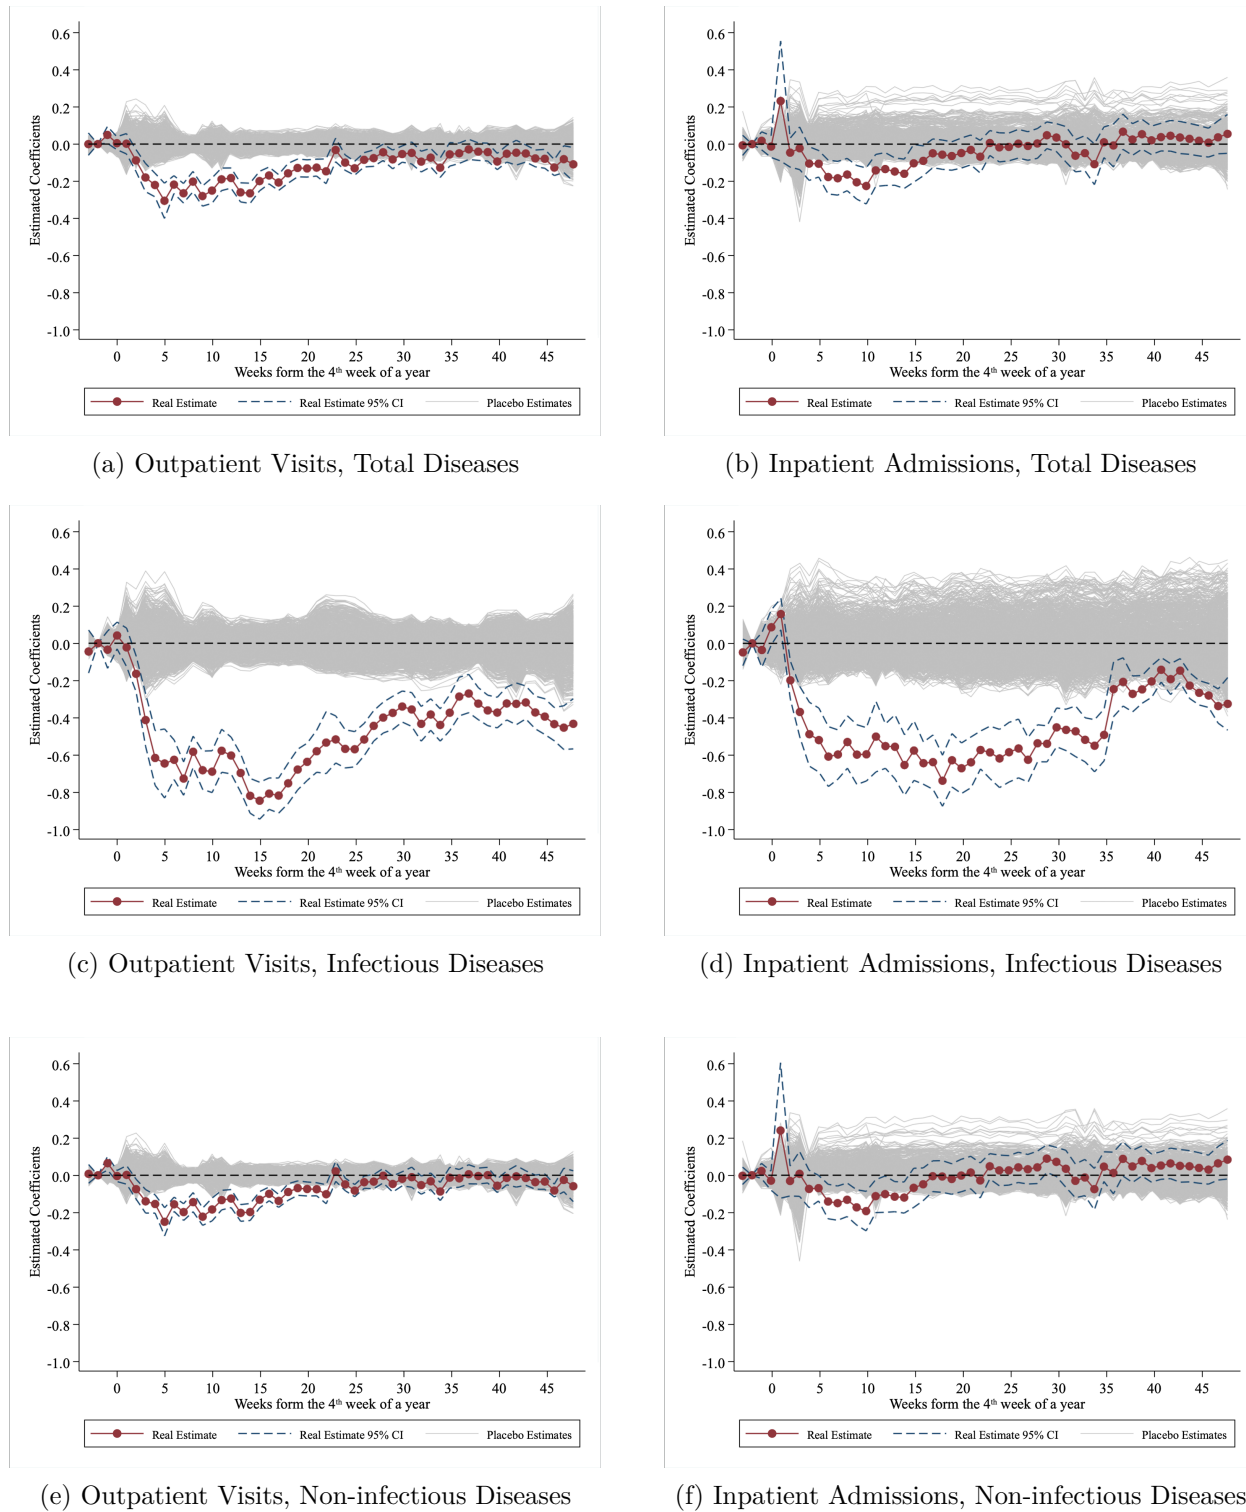 0.6
0.4
0.2
0.0
-0.2
-0.4
-0.6
-0.8
-1.0
Estimated Coefficients
0 5 10 15 20 25 30 35 40 45
Weeks form the 4th week of a year
Real Estimate Real Estimate 95% CI Placebo Estimates
(a) Outpatient Visits, Total Diseases
0.6
0.4
0.2
0.0
-0.2
-0.4
-0.6
-0.8
-1.0
Estimated Coefficients
0 5 10 15 20 25 30 35 40 45
Weeks form the 4th week of a year
Real Estimate Real Estimate 95% CI Placebo Estimates
(b) Inpatient Admissions, Total Diseases
0.6
0.4
0.2
0.0
-0.2
-0.4
-0.6
-0.8
-1.0
Estimated Coefficients
0 5 10 15 20 25 30 35 40 45
Weeks form the 4th week of a year
Real Estimate Real Estimate 95% CI Placebo Estimates
(c) Outpatient Visits, Infectious Diseases
0.6
0.4
0.2
0.0
-0.2
-0.4
-0.6
-0.8
-1.0
Estimated Coefficients
0 5 10 15 20 25 30 35 40 45
Weeks form the 4th week of a year
Real Estimate Real Estimate 95% CI Placebo Estimates
(d) Inpatient Admissions, Infectious Diseases
0.6
0.4
0.2
0.0
-0.2
-0.4
-0.6
-0.8
-1.0
Estimated Coefficients
0 5 10 15 20 25 30 35 40 45
Weeks form the 4th week of a year
Real Estimate Real Estimate 95% CI Placebo Estimates
(e) Outpatient Visits, Non-infectious Diseases
0.6
0.4
0.2
0.0
-0.2
-0.4
-0.6
-0.8
-1.0
Estimated Coefficients
0 5 10 15 20 25 30 35 40 45
Weeks form the 4th week of a year
Real Estimate Real Estimate 95% CI Placebo Estimates
(f) Inpatient Admissions, Non-infectious Diseases